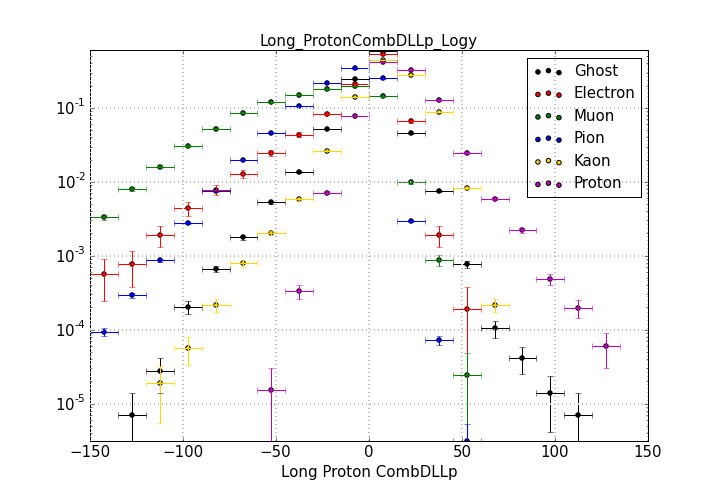 Long_ProtonCombDLLp_Logy
Ghost
Electron
Muon
Pion
Kaon
Proton
10^-1
10^-2
10^-3
10^-4
10^-5
−150 −100 −50 0 50 100 150
Long Proton CombDLLp